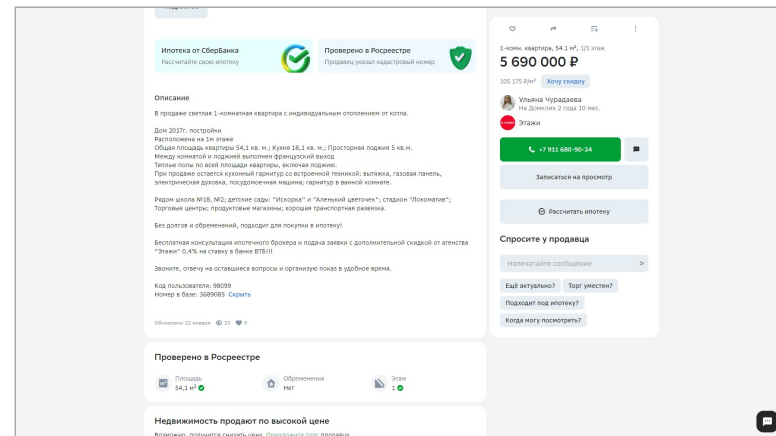 Ипотека от СберБанка
Рассчитайте свою ипотеку
Проверено в Росреестре
Продавец указал кадастровый номер
Описание
В продаже светлая 1-комнатная квартира с индивидуальным отоплением от котла.
Дом 2017г. постройки
Расположена на 1м этаже
Общая площадь квартиры 54,1 кв. м.; Кухня 18,1 кв. м.; Просторная лоджия 5 кв.м.
Между комнатой и лоджией выполнен французский выход
Теплые полы по всей площади квартиры, включая лоджию.
При продаже остается кухонный гарнитур со встроенной техникой: вытяжка, газовая панель,
электрическая духовка, посудомоечная машина; гарнитур в ванной комнате.
Рядом школа №18, №2; детские сады: "Искорка" и "Аленький цветочек"; стадион "Локоматив";
Торговые центры; продуктовые магазины; хорошая транспортная развязка.
Без долгов и обременений, подходит для покупки в ипотеку!
Бесплатная консультация ипотечного брокера и подача заявки с дополнительной скидкой от агенства
"Этажи" 0,4% на ставку в банке ВТБ!!!
Звоните, отвечу на оставшиеся вопросы и организую показ в удобное время.
Код пользователя: 98099
Номер в базе: 3689085 Скрыть
Обновлено 22 января 23 0
Проверено в Росреестре
Площадь
54,1 м²
Обременения
Нет
Этаж
1
Недвижимость продают по высокой цене
Возможно, получится снизить цену. Предложите торг продавцу
1-комн. квартира, 54.1 м², 1/3 этаж
5 690 000 ₽
105 175 ₽/м² Хочу скидку
Ульяна Чурадаева
На Домклик 2 года 10 мес.
Этажи
+7 911 680-90-34
Записаться на просмотр
Рассчитать ипотеку
Спросите у продавца
Напечатайте сообщение
Ещё актуально? Торг уместен?
Подходит под ипотеку?
Когда могу посмотреть?